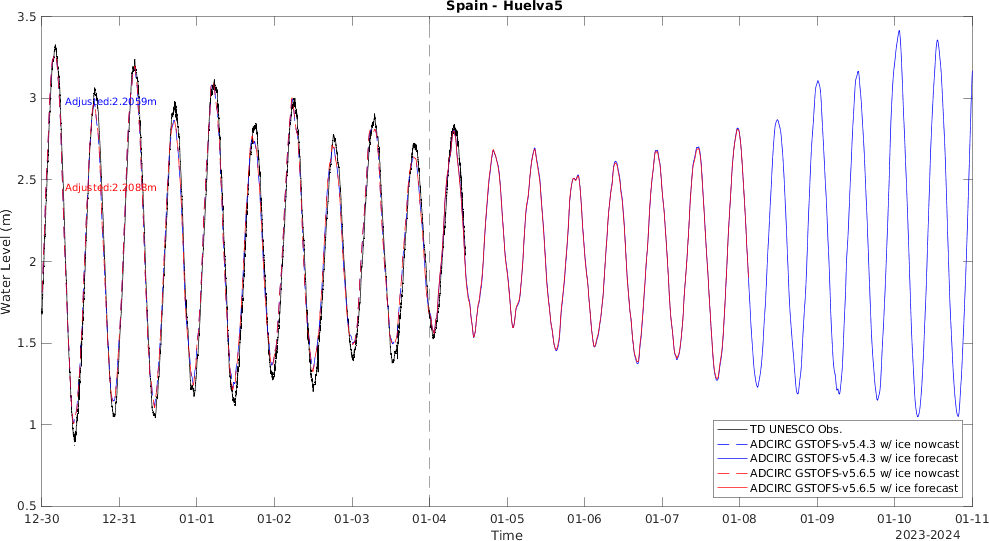 Spain - Huelva5
3.5
3
2.5
2
1.5
1
0.5
Water Level (m)
Adjusted:2.2059m
Adjusted:2.2088m
TD UNESCO Obs.
ADCIRC GSTOFS-v5.4.3 w/ ice nowcast
ADCIRC GSTOFS-v5.4.3 w/ ice forecast
ADCIRC GSTOFS-v5.6.5 w/ ice nowcast
ADCIRC GSTOFS-v5.6.5 w/ ice forecast
12-30 12-31 01-01 01-02 01-03 01-04 01-05 01-06 01-07 01-08 01-09 01-10 01-11
Time
2023-2024